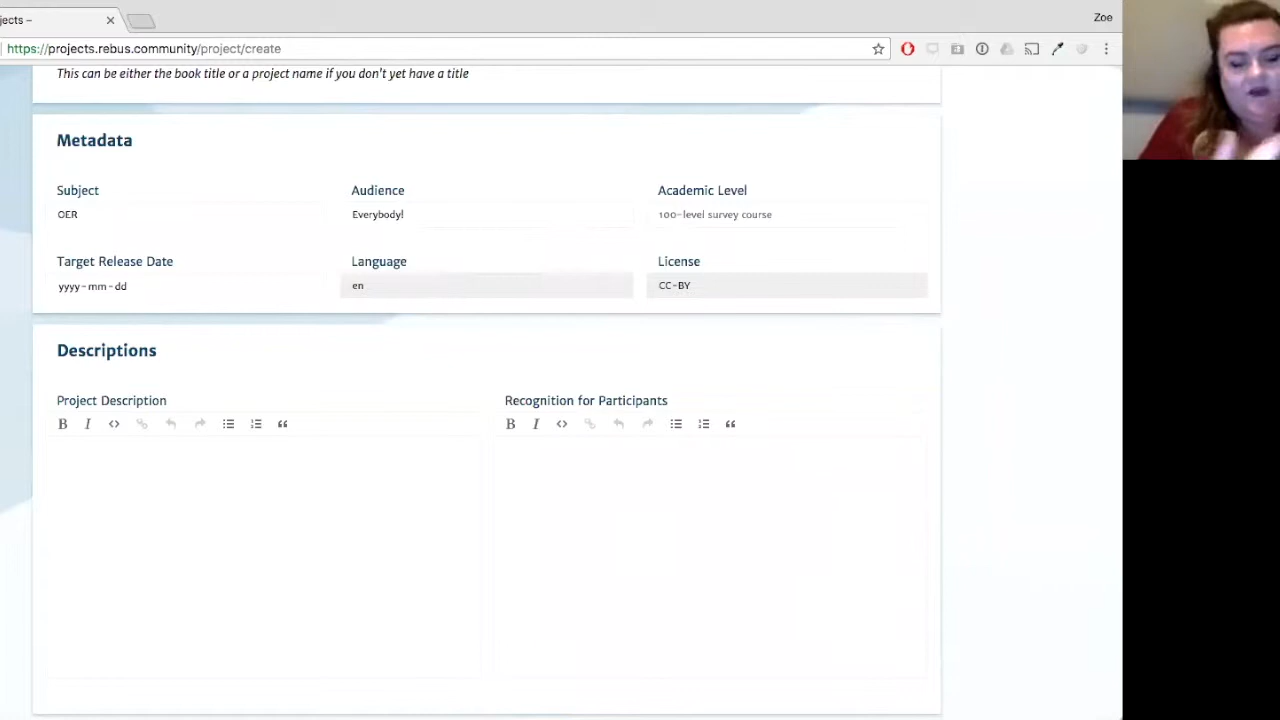 jects –
Zoe
https://projects.rebus.community/project/create
This can be either the book title or a project name if you don't yet have a title
Metadata
Subject
Audience
Academic Level
OER
Everybody!
100-level survey course
Target Release Date
Language
License
yyyy-mm-dd
en
CC-BY
Descriptions
Project Description
Recognition for Participants